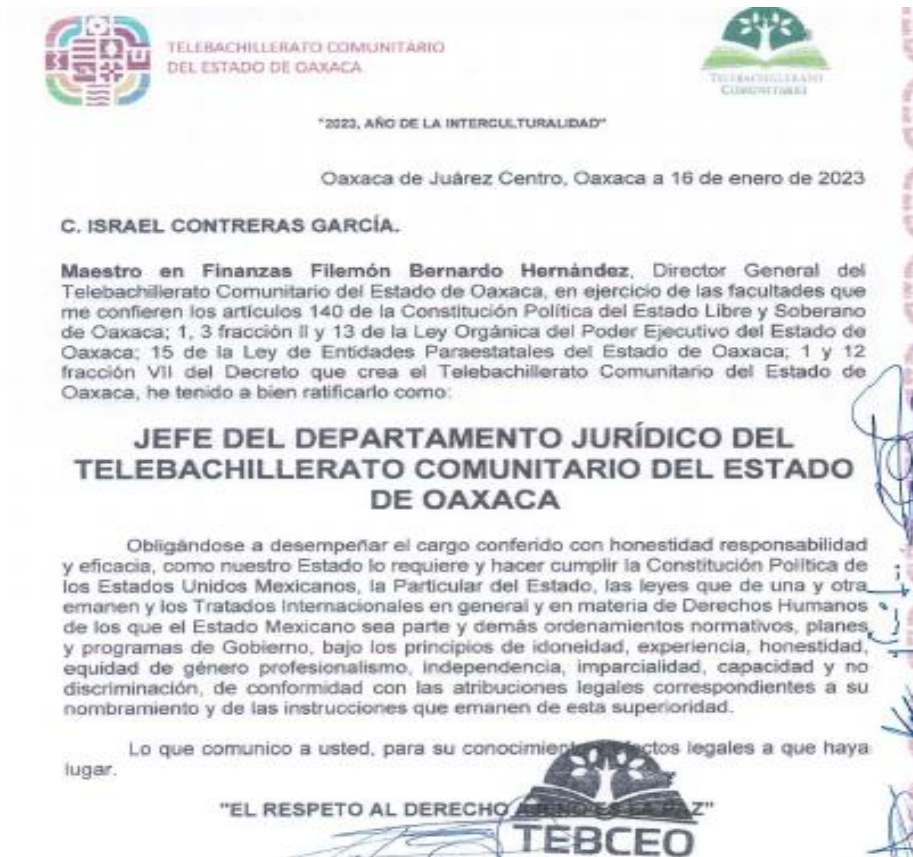 TELEBACHILLERATO COMUNITARIO
DEL ESTADO DE OAXACA
TELEBACHILLERATO
COMUNITARIO
"2023, AÑO DE LA INTERCULTURALIDAD"
Oaxaca de Juárez Centro, Oaxaca a 16 de enero de 2023
C. ISRAEL CONTRERAS GARCÍA.
Maestro en Finanzas Filemón Bernardo Hernández, Director General del
Telebachillerato Comunitario del Estado de Oaxaca, en ejercicio de las facultades que
me confieren los artículos 140 de la Constitución Política del Estado Libre y Soberano
de Oaxaca; 1, 3 fracción II y 13 de la Ley Orgánica del Poder Ejecutivo del Estado de
Oaxaca; 15 de la Ley de Entidades Paraestatales del Estado de Oaxaca; 1 y 12
fracción VII del Decreto que crea el Telebachillerato Comunitario del Estado de
Oaxaca, he tenido a bien ratificarlo como:
JEFE DEL DEPARTAMENTO JURÍDICO DEL
TELEBACHILLERATO COMUNITARIO DEL ESTADO
DE OAXACA
Obligándose a desempeñar el cargo conferido con honestidad responsabilidad
y eficacia, como nuestro Estado lo requiere y hacer cumplir la Constitución Política de
los Estados Unidos Mexicanos, la Particular del Estado, las leyes que de una y otra
emanen y los Tratados Internacionales en general y en materia de Derechos Humanos
de los que el Estado Mexicano sea parte y demás ordenamientos normativos, planes
y programas de Gobierno, bajo los principios de idoneidad, experiencia, honestidad,
equidad de género profesionalismo, independencia, imparcialidad, capacidad y no
discriminación, de conformidad con las atribuciones legales correspondientes a su
nombramiento y de las instrucciones que emanen de esta superioridad.
Lo que comunico a usted, para su conocimiento efectos legales a que haya
lugar.
"EL RESPETO AL DERECHO AJENO ES LA PAZ"
TEBCEO